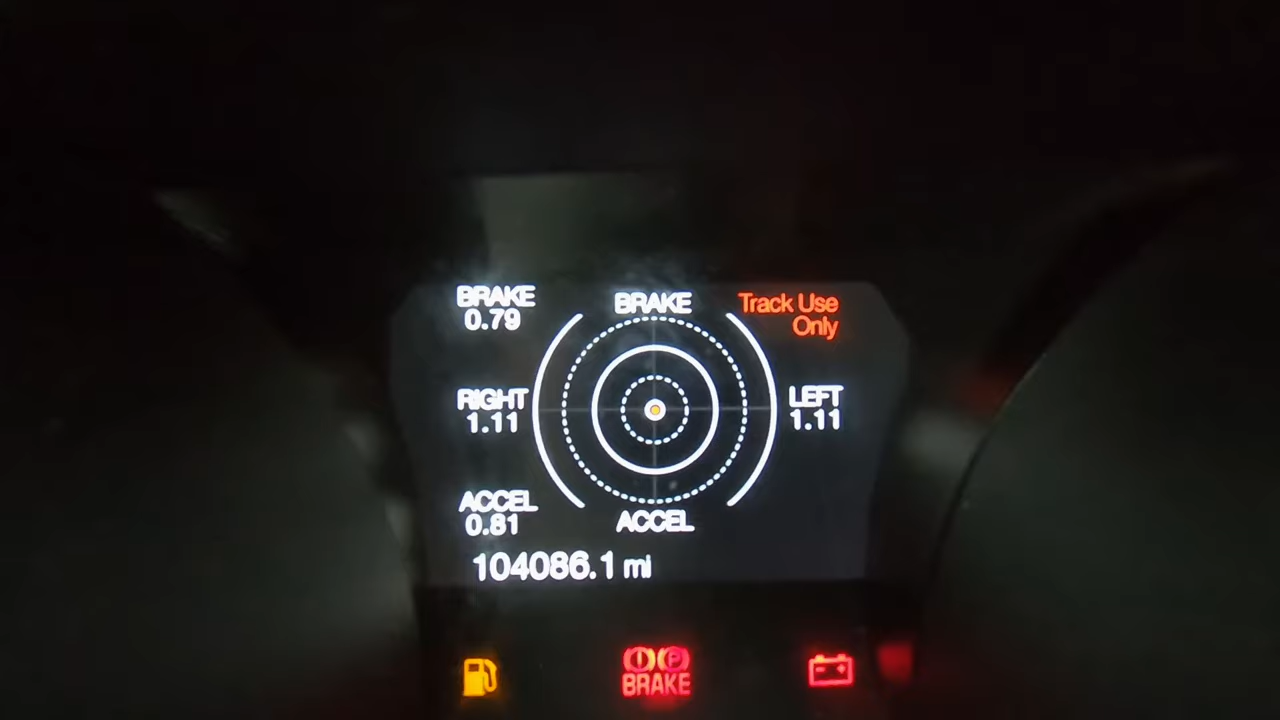 BRAKE
0.79
BRAKE
Track Use
Only
RIGHT
1.11
LEFT
1.11
ACCEL
0.81
ACCEL
104086.1 mi
BRAKE